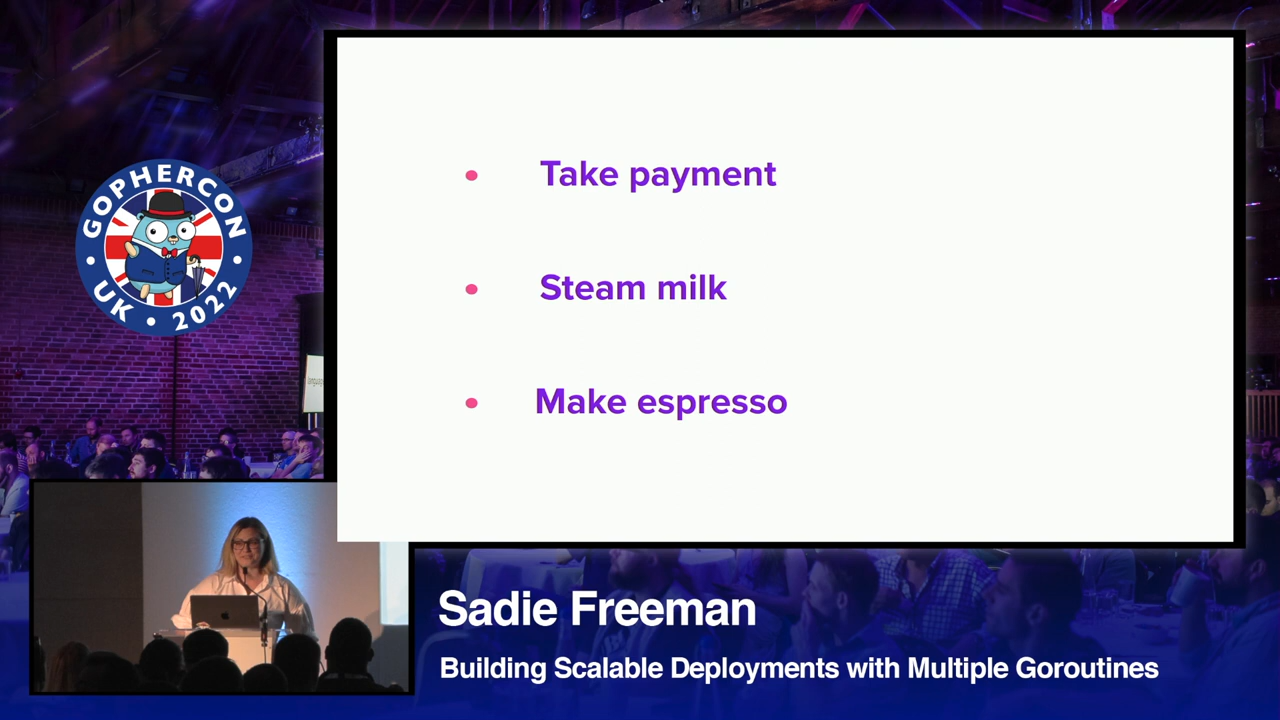 GOPHERCON
UK • 2022
• Take payment
• Steam milk
• Make espresso
Sadie Freeman
Building Scalable Deployments with Multiple Goroutines